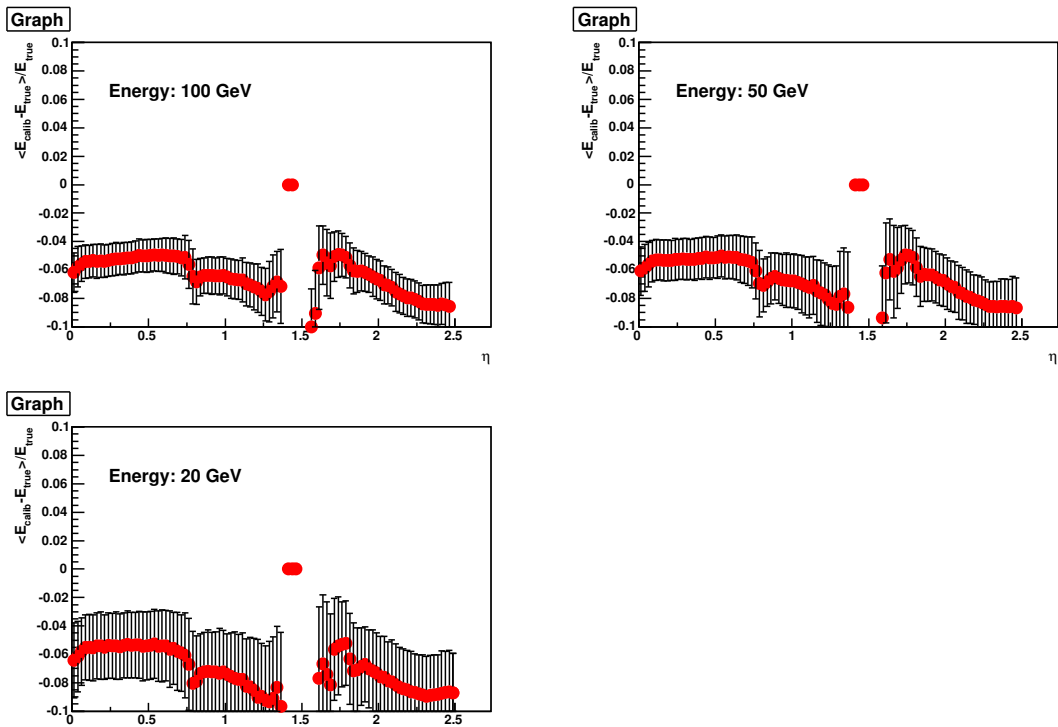 Graph
<E_calib-E_true>/E_true
0.1
0.08
0.06
0.04
0.02
0
-0.02
-0.04
-0.06
-0.08
-0.1
Energy: 100 GeV
0 0.5 1 1.5 2 2.5
η
Graph
<E_calib-E_true>/E_true
0.1
0.08
0.06
0.04
0.02
0
-0.02
-0.04
-0.06
-0.08
-0.1
Energy: 50 GeV
0 0.5 1 1.5 2 2.5
η
Graph
<E_calib-E_true>/E_true
0.1
0.08
0.06
0.04
0.02
0
-0.02
-0.04
-0.06
-0.08
-0.1
Energy: 20 GeV
0 0.5 1 1.5 2 2.5
η